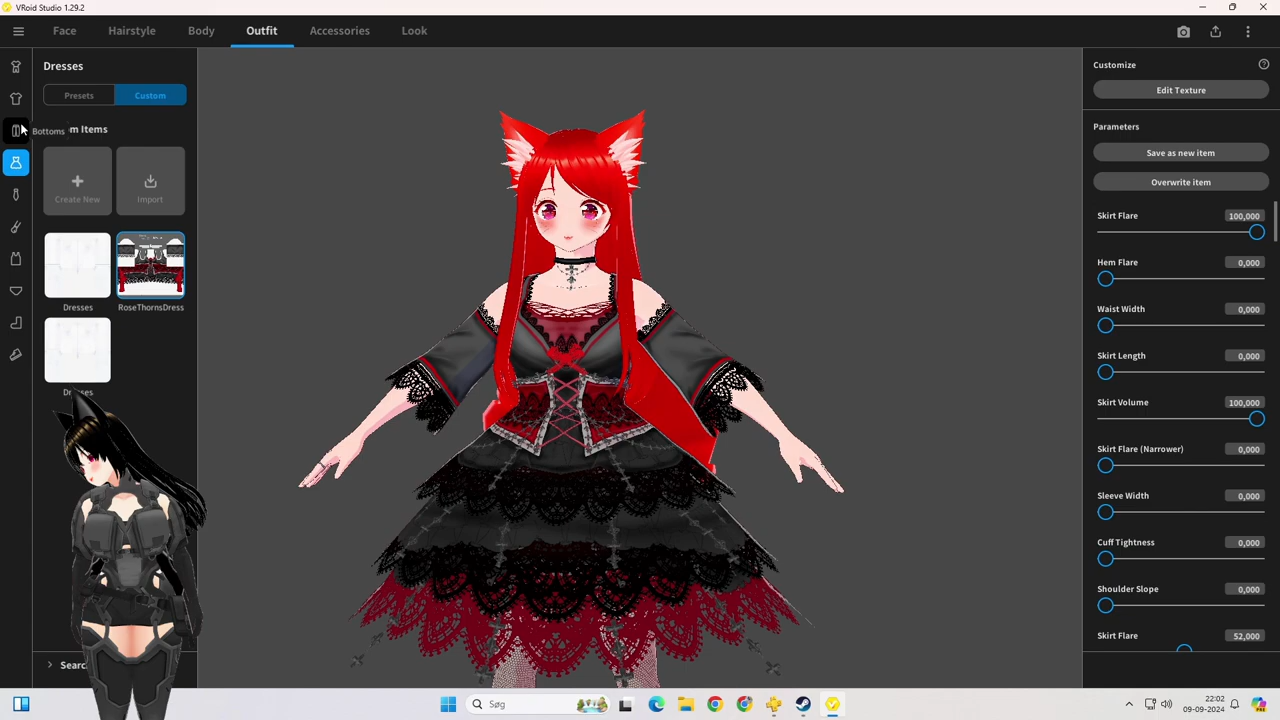 VRoid Studio 1.29.2
Face
Hairstyle
Body
Outfit
Accessories
Look
Dresses
Presets
Custom
Bottoms
m Items
Create New
Import
Dresses
RoseThornsDress
Dresses
Searc
Customize
Edit Texture
Parameters
Save as new item
Overwrite item
Skirt Flare 100,000
Hem Flare 0,000
Waist Width 0,000
Skirt Length 0,000
Skirt Volume 100,000
Skirt Flare (Narrower) 0,000
Sleeve Width 0,000
Cuff Tightness 0,000
Shoulder Slope 0,000
Skirt Flare 52,000
Søg
22:02
09-09-2024